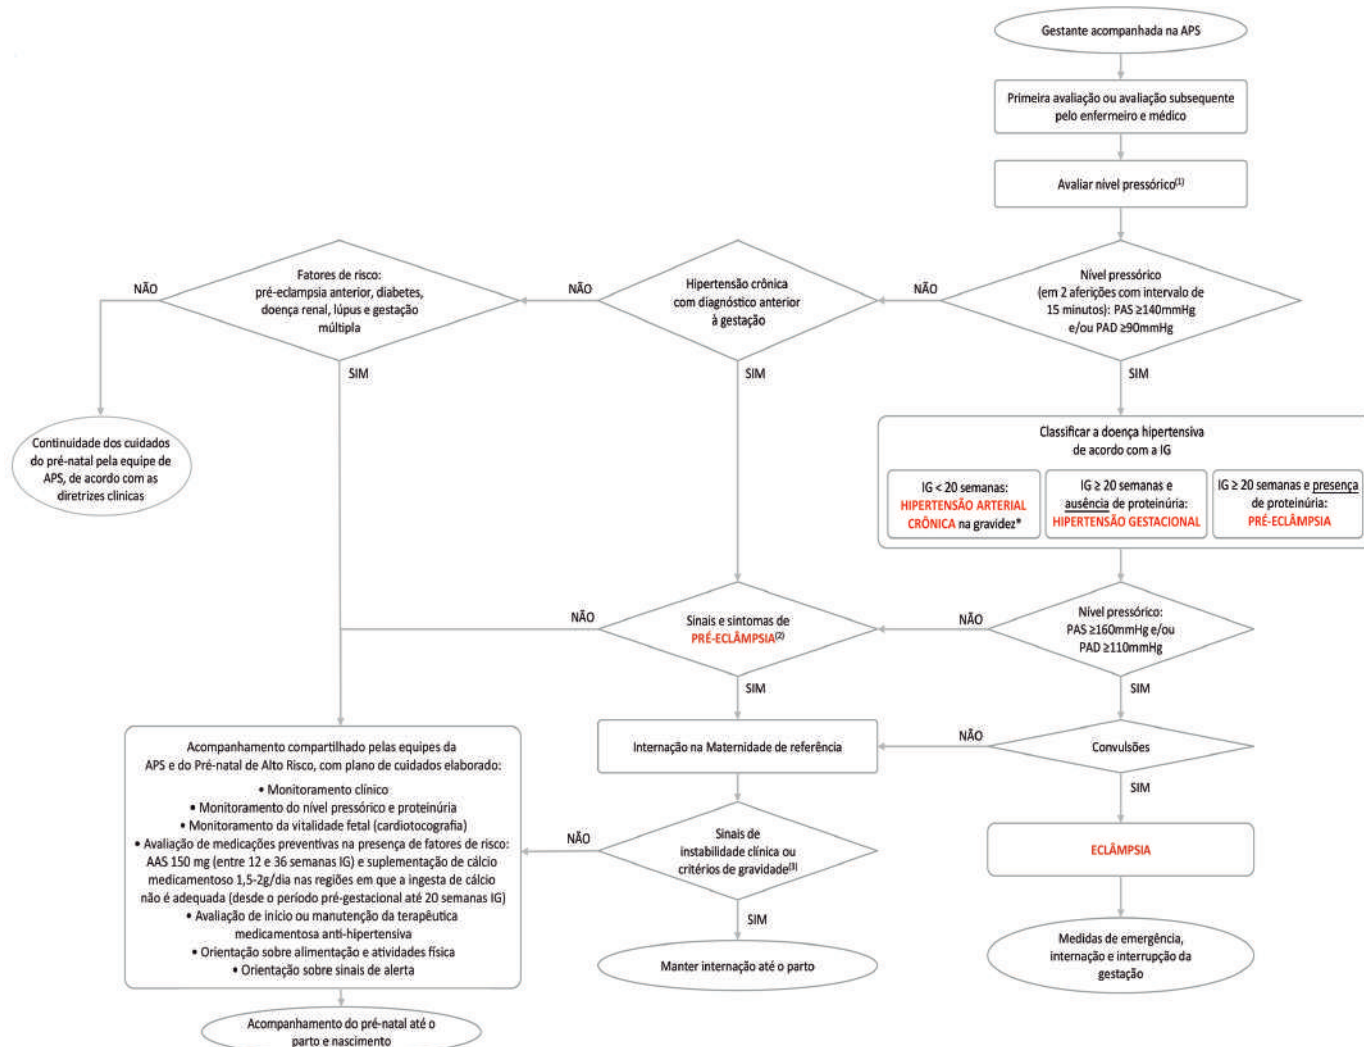 Gestante acompanhada na APS
Primeira avaliação ou avaliação subsequente
pelo enfermeiro e médico
Avaliar nível pressórico(1)
Nível pressórico
(em 2 aferições com intervalo de
15 minutos): PAS ≥140mmHg
e/ou PAD ≥90mmHg
NÃO
SIM
Hipertensão crônica
com diagnóstico anterior
à gestação
NÃO
SIM
Fatores de risco:
pré-eclampsia anterior, diabetes,
doença renal, lúpus e gestação
múltipla
NÃO
SIM
Continuidade dos cuidados
do pré-natal pela equipe de
APS, de acordo com as
diretrizes clinicas
Classificar a doença hipertensiva
de acordo com a IG
IG < 20 semanas:
HIPERTENSÃO ARTERIAL
CRÔNICA na gravidez*
IG ≥ 20 semanas e
ausência de proteinúria:
HIPERTENSÃO GESTACIONAL
IG ≥ 20 semanas e presença
de proteinúria:
PRÉ-ECLÂMPSIA
Nível pressórico:
PAS ≥160mmHg e/ou
PAD ≥110mmHg
NÃO
SIM
Sinais e sintomas de
PRÉ-ECLÂMPSIA(2)
NÃO
SIM
Convulsões
NÃO
SIM
Internação na Maternidade de referência
Sinais de
instabilidade clínica ou
critérios de gravidade(3)
NÃO
SIM
Manter internação até o parto
ECLÂMPSIA
Medidas de emergência,
internação e interrupção da
gestação
Acompanhamento compartilhado pelas equipes da
APS e do Pré-natal de Alto Risco, com plano de cuidados elaborado:
• Monitoramento clínico
• Monitoramento do nível pressórico e proteinúria
• Monitoramento da vitalidade fetal (cardiotocografia)
• Avaliação de medicações preventivas na presença de fatores de risco:
AAS 150 mg (entre 12 e 36 semanas IG) e suplementação de cálcio
medicamentoso 1,5-2g/dia nas regiões em que a ingesta de cálcio
não é adequada (desde o período pré-gestacional até 20 semanas IG)
• Avaliação de inicio ou manutenção da terapêutica
medicamentosa anti-hipertensiva
• Orientação sobre alimentação e atividades física
• Orientação sobre sinais de alerta
Acompanhamento do pré-natal até o
parto e nascimento